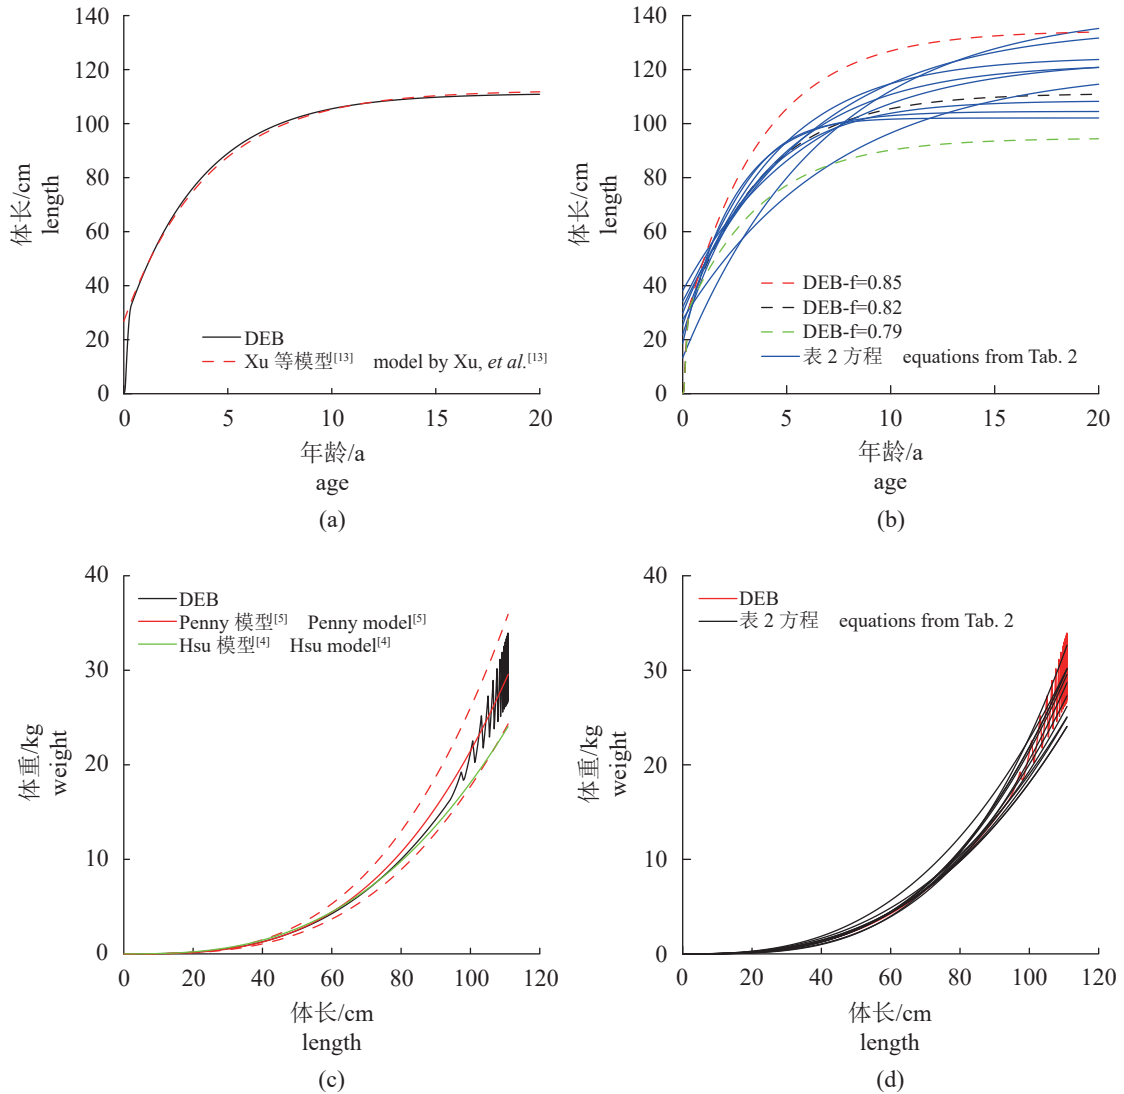 140
120
100
80
60
40
20
0
体长/cm
length
DEB
Xu 等模型[13] model by Xu, et al.[13]
0 5 10 15 20
年龄/a
age
(a)
140
120
100
80
60
40
20
0
体长/cm
length
DEB-f=0.85
DEB-f=0.82
DEB-f=0.79
表 2 方程 equations from Tab. 2
0 5 10 15 20
年龄/a
age
(b)
40
30
20
10
0
体重/kg
weight
DEB
Penny 模型[5] Penny model[5]
Hsu 模型[4] Hsu model[4]
0 20 40 60 80 100 120
体长/cm
length
(c)
40
30
20
10
0
体重/kg
weight
DEB
表 2 方程 equations from Tab. 2
0 20 40 60 80 100 120
体长/cm
length
(d)